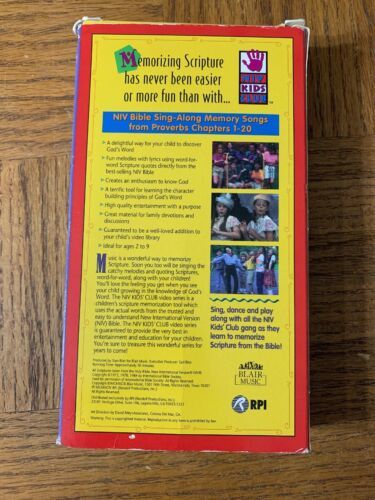 Memorizing Scripture
has never been easier
or more fun than with...
NIV
KIDS
CLUB
TM
NIV Bible Sing-Along Memory Songs
from Proverbs Chapters 1-20
A delightful way for your child to discover
God's Word
Fun melodies with lyrics using word-for-
word Scripture quotes directly from the
best-selling NIV Bible
Creates an enthusiasm to know God
A terrific tool for learning the character
building principles of God's Word
High quality entertainment with a purpose
Great material for family devotions and
discussions
Guaranteed to be a well-loved addition to
your child's video library
Ideal for ages 2 to 9
Music is a wonderful way to memorize
Scripture. Soon you too will be singing the
catchy melodies and quoting Scriptures,
word-for-word, along with your children!
You'll love the feeling you get when you see
your child growing in the knowledge of God's
Word. The NIV KIDS' CLUB video series is a
children's scripture memorization tool which
uses the actual words from the trusted and
easy to understand New International Version
(NIV) Bible. The NIV KIDS' CLUB video series
is guaranteed to provide the very best in
entertainment and education for your children.
You're sure to treasure this wonderful series for
years to come!
Sing, dance and play
along with all the NIV
Kids' Club gang as they
learn to memorize
Scripture from the Bible!
BLAIR
MUSIC
RPI